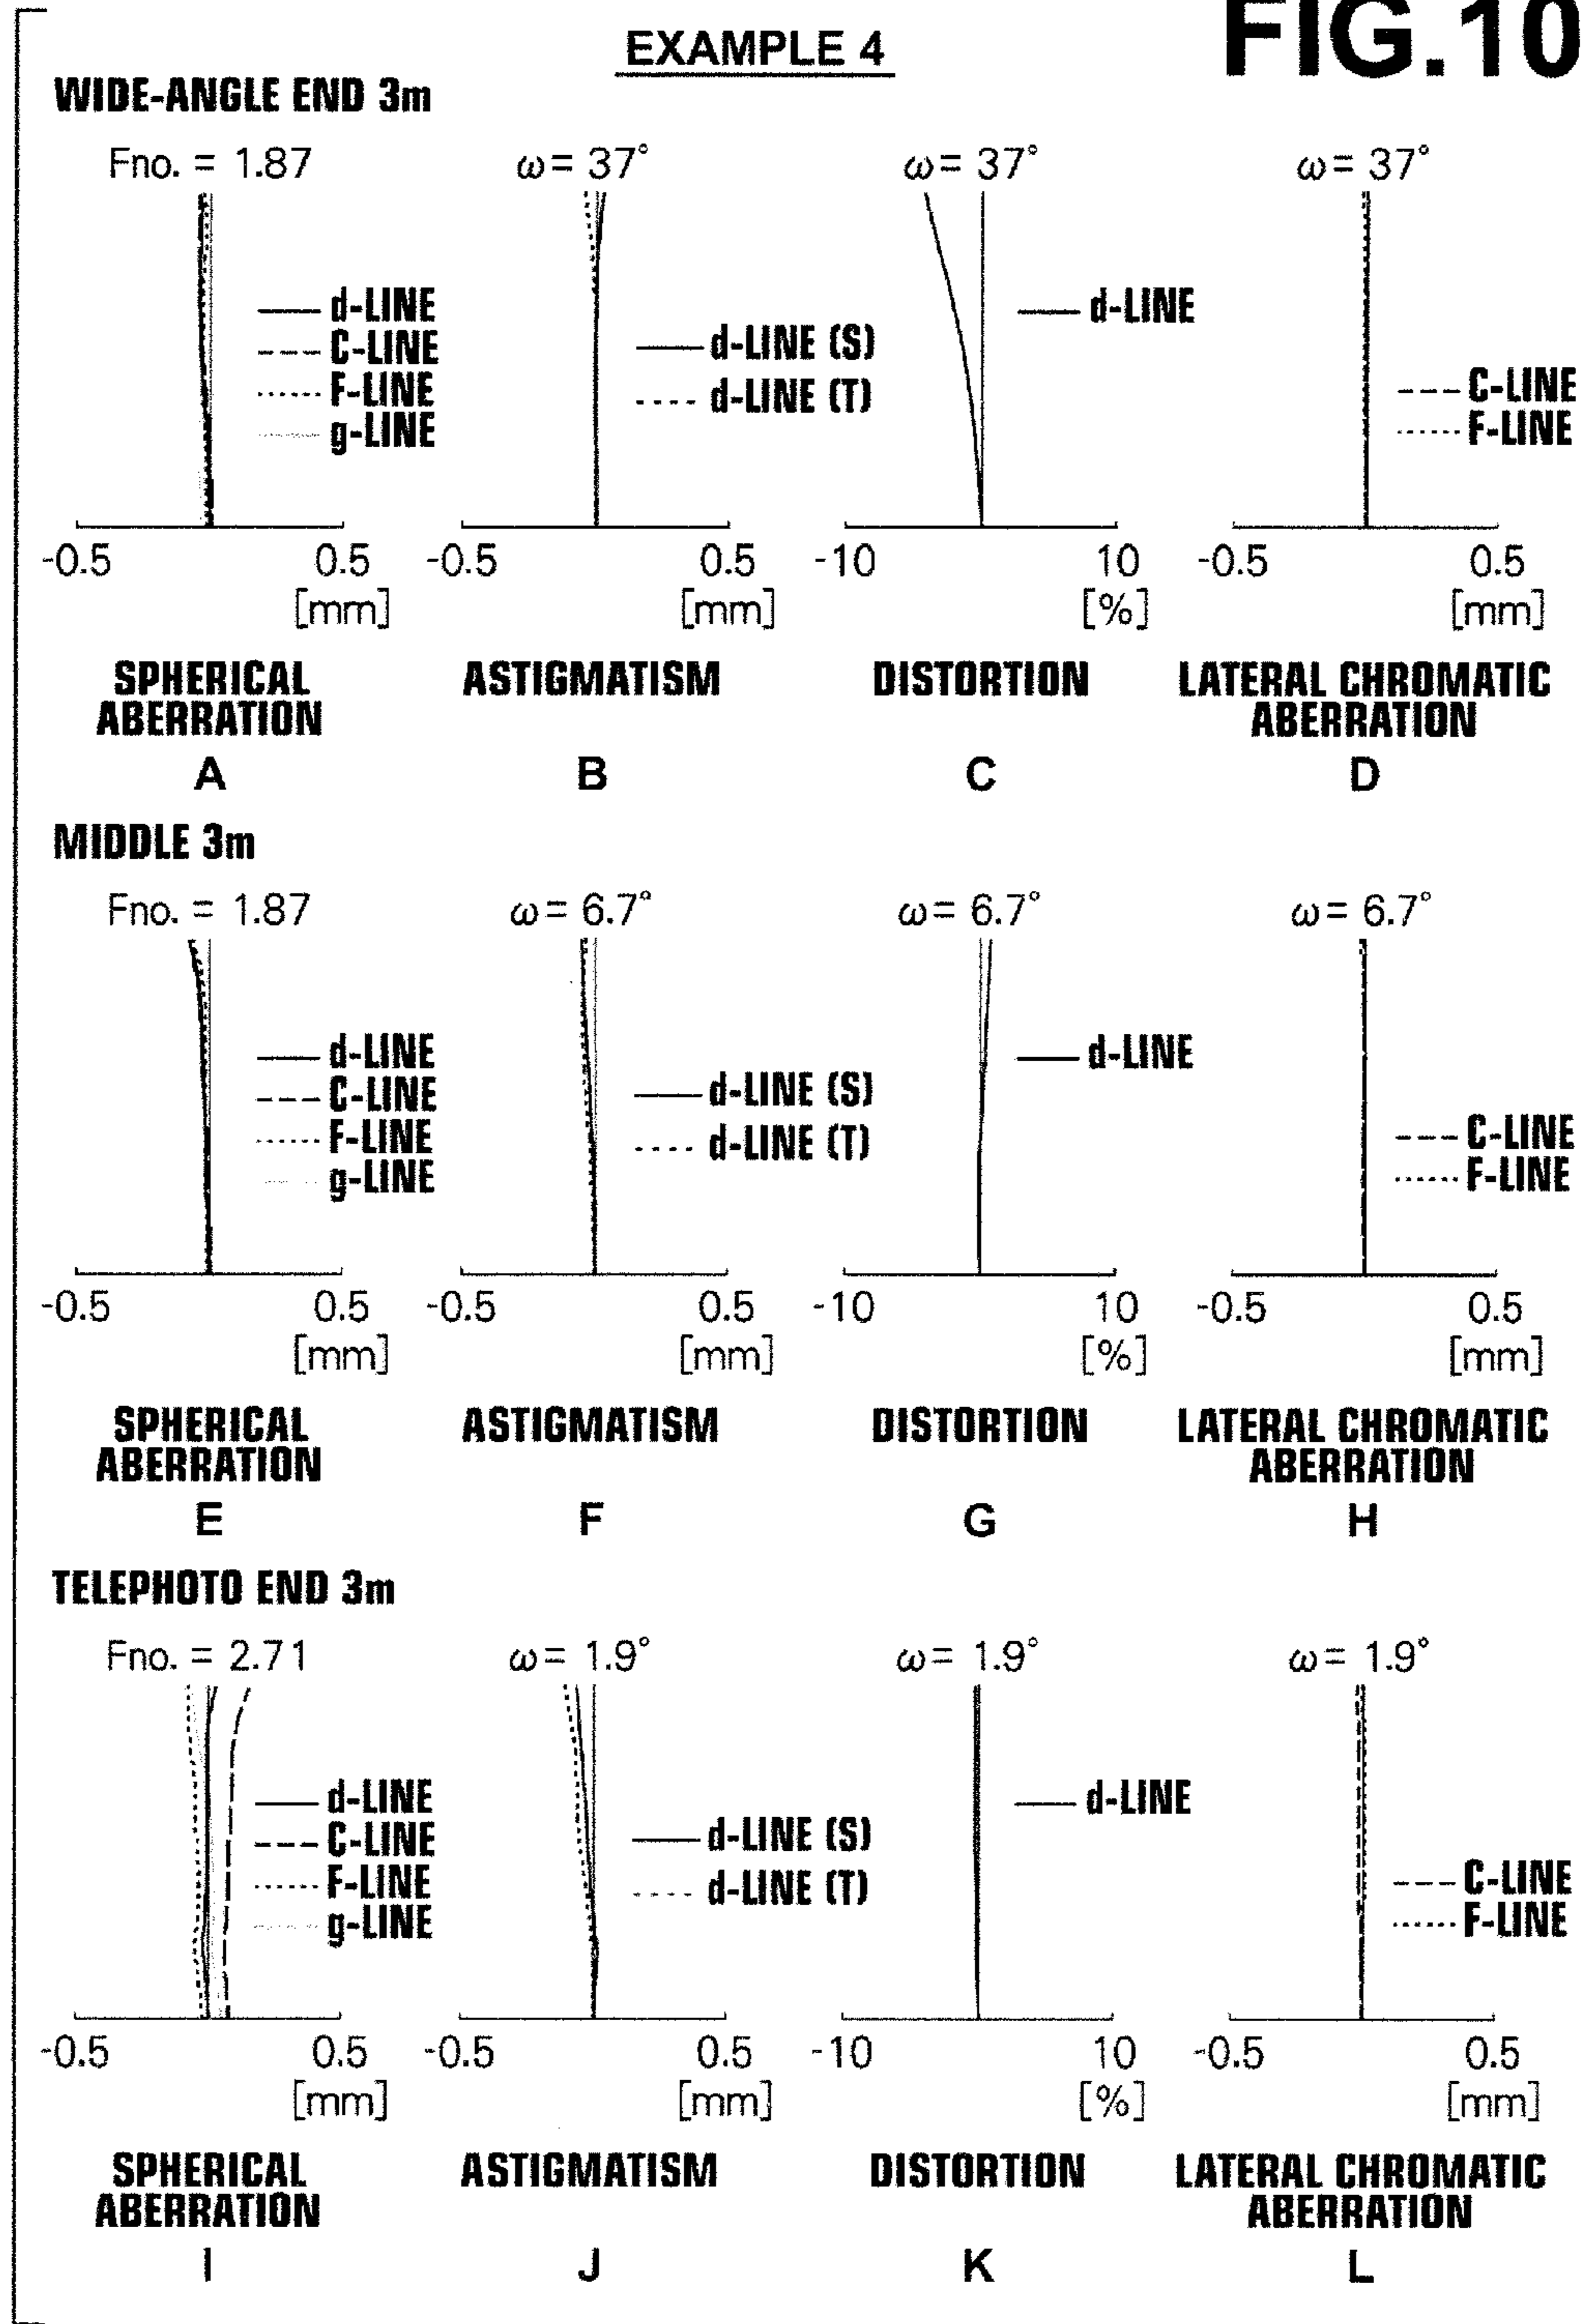 FIG.10
EXAMPLE 4
WIDE-ANGLE END 3m
Fno. = 1.87
ω= 37°
ω= 37°
ω= 37°
d-LINE
C-LINE
F-LINE
g-LINE
d-LINE (S)
d-LINE (T)
d-LINE
C-LINE
F-LINE
-0.5 0.5
[mm]
-0.5 0.5
[mm]
-10 10
[%]
-0.5 0.5
[mm]
SPHERICAL
ABERRATION
ASTIGMATISM
DISTORTION
LATERAL CHROMATIC
ABERRATION
A
B
C
D
MIDDLE 3m
Fno. = 1.87
ω= 6.7°
ω= 6.7°
ω= 6.7°
d-LINE
C-LINE
F-LINE
g-LINE
d-LINE (S)
d-LINE (T)
d-LINE
C-LINE
F-LINE
-0.5 0.5
[mm]
-0.5 0.5
[mm]
-10 10
[%]
-0.5 0.5
[mm]
SPHERICAL
ABERRATION
ASTIGMATISM
DISTORTION
LATERAL CHROMATIC
ABERRATION
E
F
G
H
TELEPHOTO END 3m
Fno. = 2.71
ω= 1.9°
ω= 1.9°
ω= 1.9°
d-LINE
C-LINE
F-LINE
g-LINE
d-LINE (S)
d-LINE (T)
d-LINE
C-LINE
F-LINE
-0.5 0.5
[mm]
-0.5 0.5
[mm]
-10 10
[%]
-0.5 0.5
[mm]
SPHERICAL
ABERRATION
ASTIGMATISM
DISTORTION
LATERAL CHROMATIC
ABERRATION
I
J
K
L